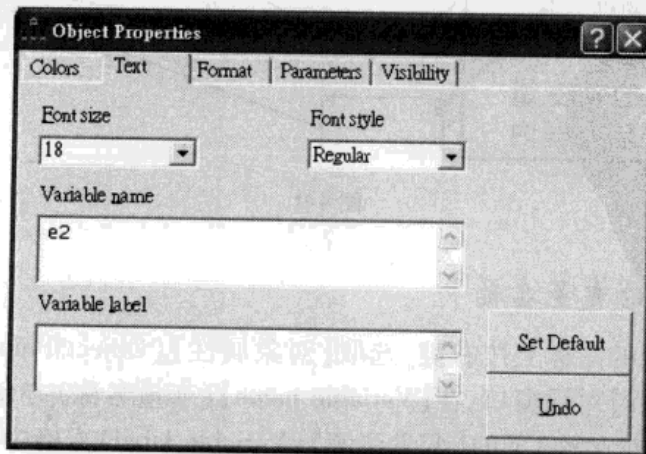 Object Properties
Colors Text Format Parameters Visibility
Font size Font style
18 Regular
Variable name
e2
Variable label
Set Default
Undo